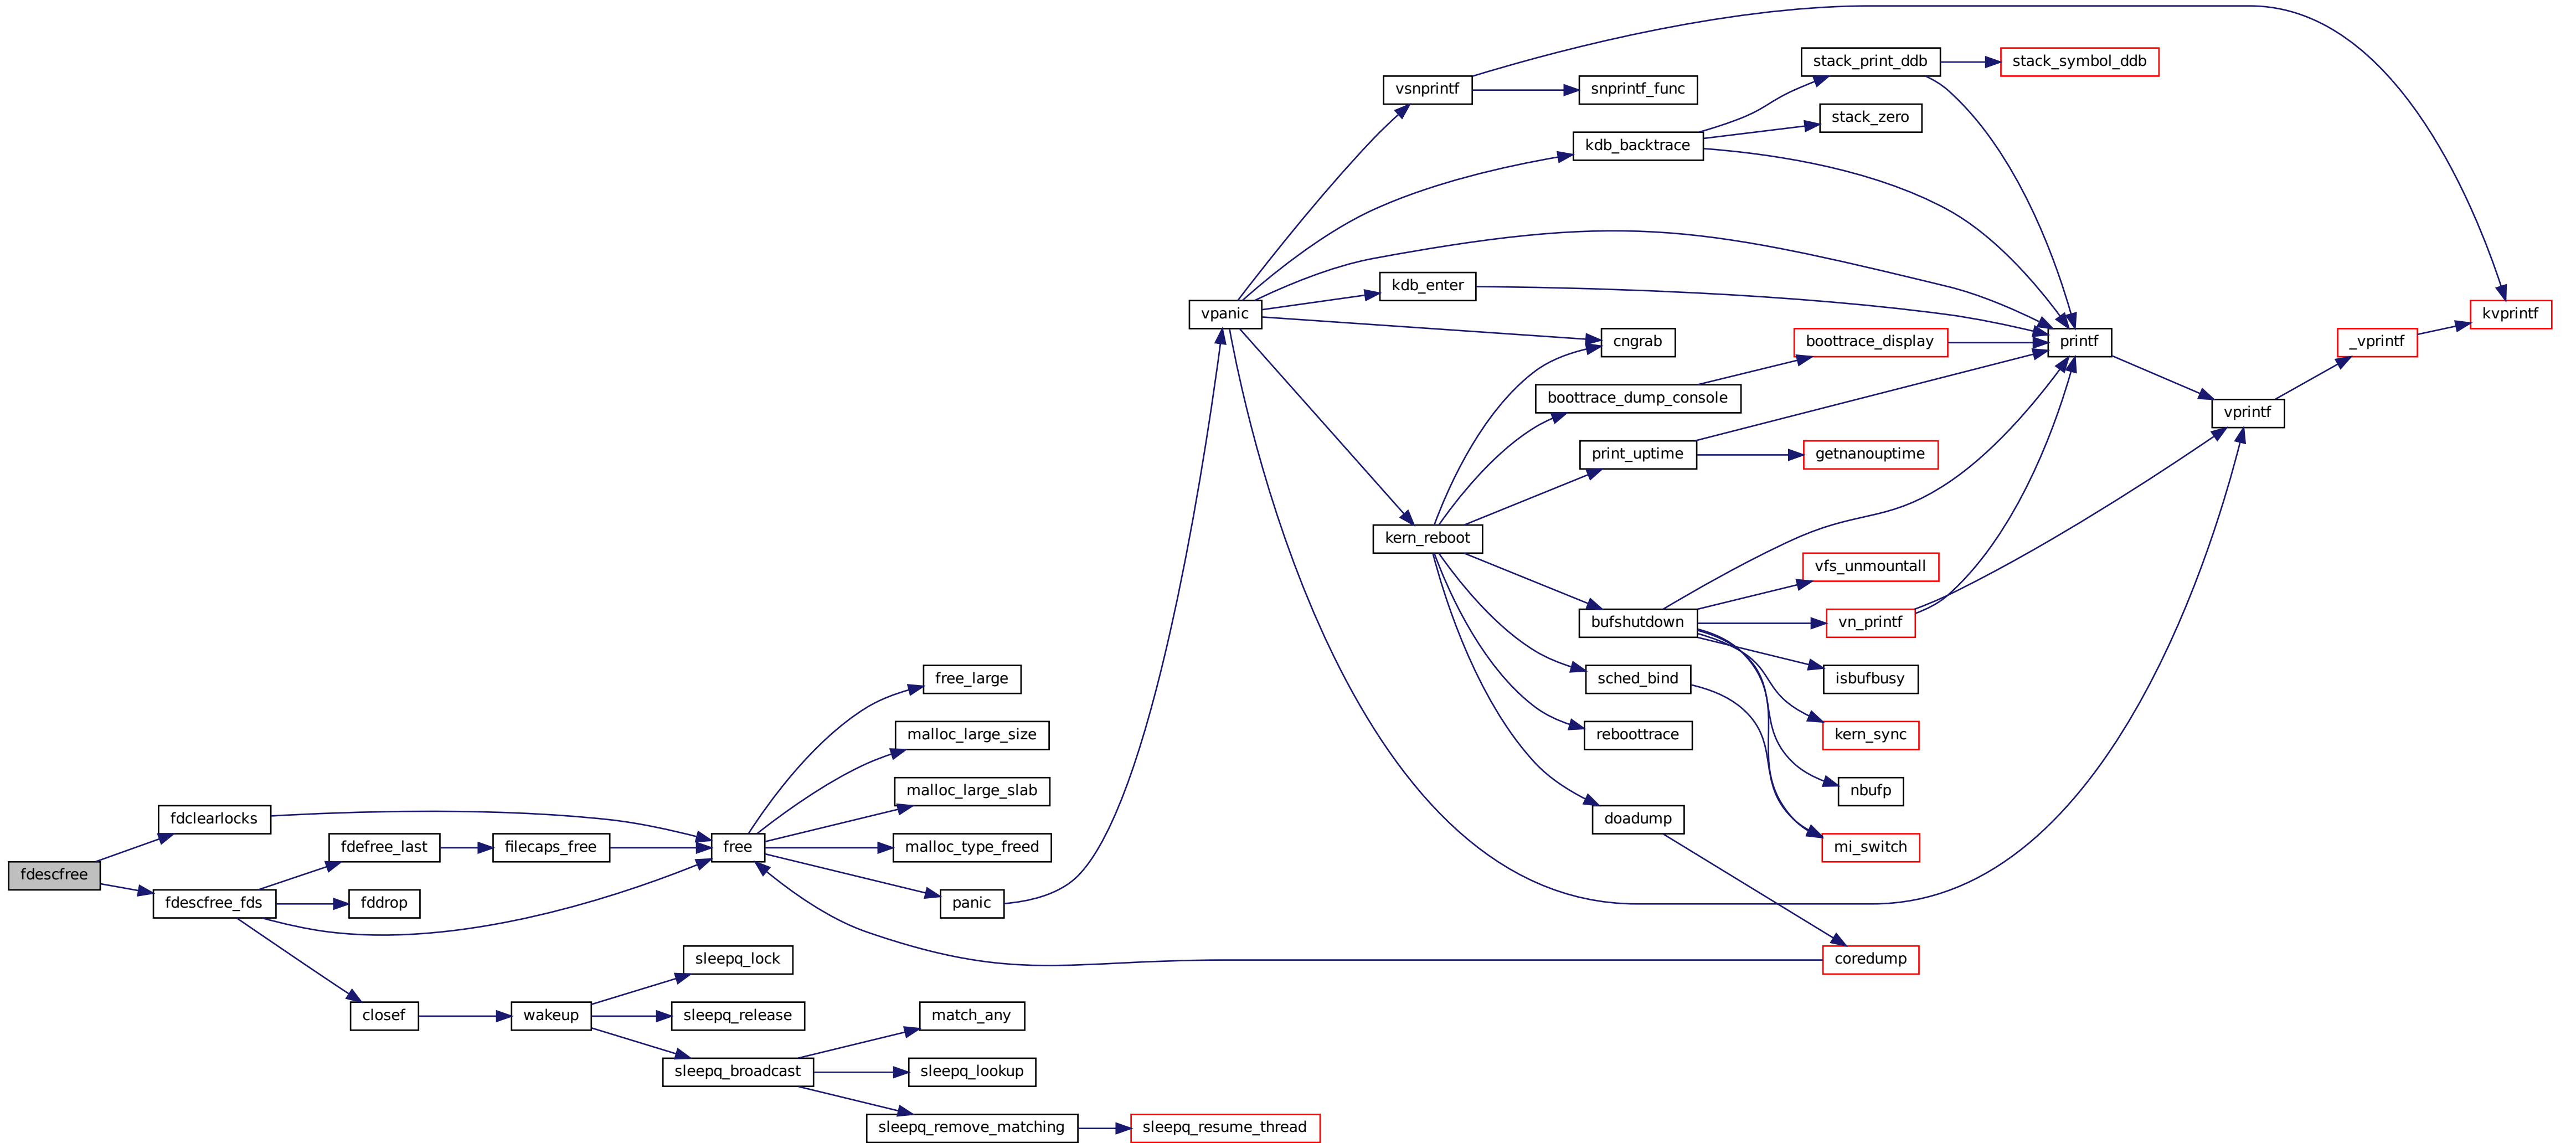 fdescfree
fdclearlocks
fdescfree_fds
fdefree_last
fddrop
closef
filecaps_free
wakeup
free
sleepq_lock
sleepq_release
sleepq_broadcast
free_large
malloc_large_size
malloc_large_slab
malloc_type_freed
panic
match_any
sleepq_lookup
sleepq_remove_matching
sleepq_resume_thread
vpanic
vsnprintf
kdb_enter
kern_reboot
snprintf_func
kdb_backtrace
cngrab
boottrace_dump_console
print_uptime
bufshutdown
sched_bind
reboottrace
doadump
stack_print_ddb
stack_zero
boottrace_display
getnanouptime
vfs_unmountall
vn_printf
isbufbusy
kern_sync
nbufp
mi_switch
coredump
stack_symbol_ddb
printf
vprintf
_vprintf
kvprintf